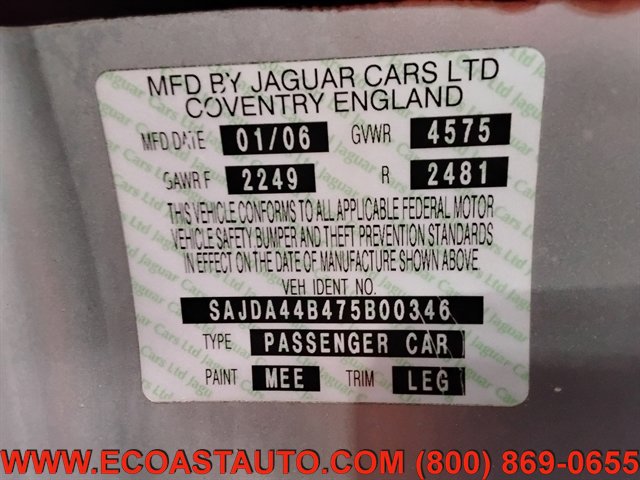 MFD BY JAGUAR CARS LTD
COVENTRY ENGLAND
MFD DATE 01/06 GVWR 4575
GAWR F 2249 R 2481
THIS VEHICLE CONFORMS TO ALL APPLICABLE FEDERAL MOTOR
VEHICLE SAFETY, BUMPER AND THEFT PREVENTION STANDARDS
IN EFFECT ON THE DATE OF MANUFACTURE SHOWN ABOVE.
VEH IDENT NO.
SAJDA44B475B00346
TYPE PASSENGER CAR
PAINT MEE TRIM LEG
WWW.ECOASTAUTO.COM (800) 869-0655